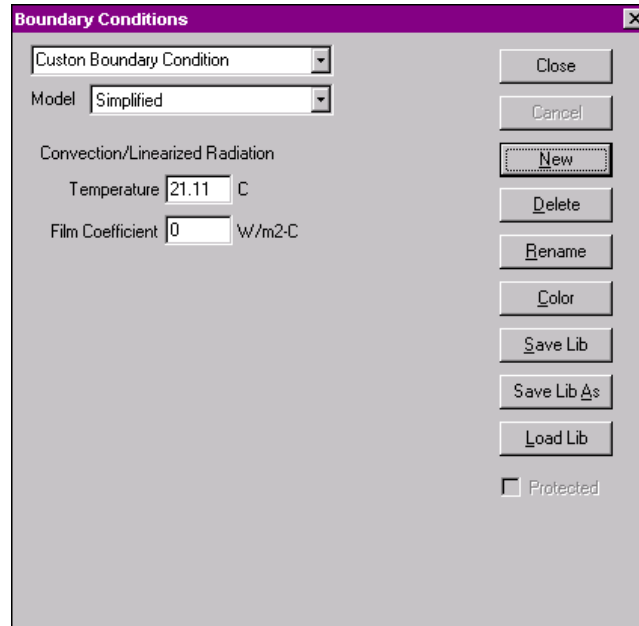 Boundary Conditions
Custon Boundary Condition
Model Simplified
Convection/Linearized Radiation
Temperature 21.11 C
Film Coefficient 0 W/m2-C
Close
Cancel
New
Delete
Rename
Color
Save Lib
Save Lib As
Load Lib
Protected